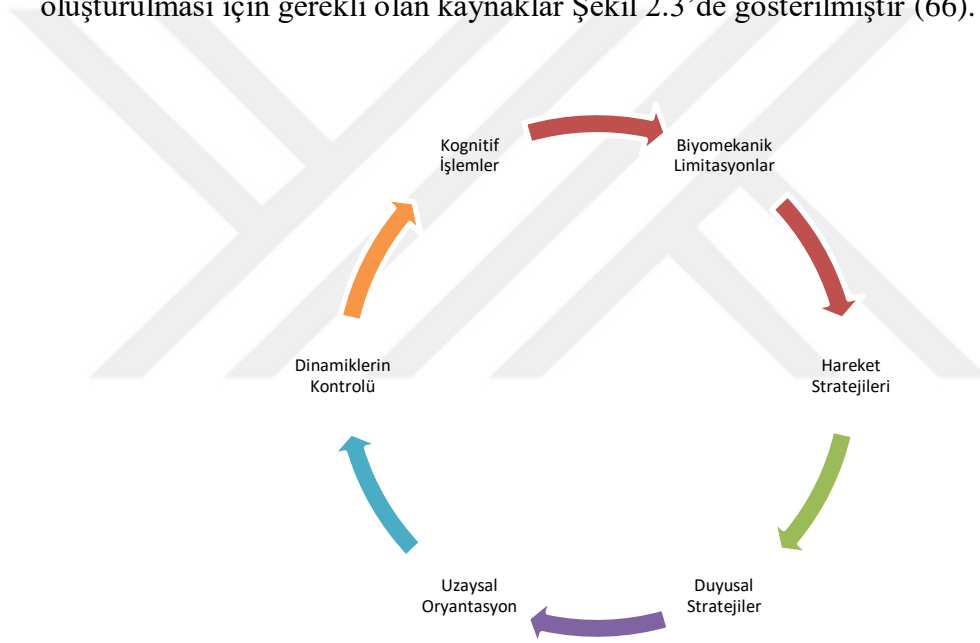 oluşturulması için gerekli olan kaynaklar Şekil 2.3’de gösterilmiştir (66).
Kognitif
İşlemler
Biyomekanik
Limitasyonlar
Hareket
Stratejileri
Duyusal
Stratejiler
Uzaysal
Oryantasyon
Dinamiklerin
Kontrolü